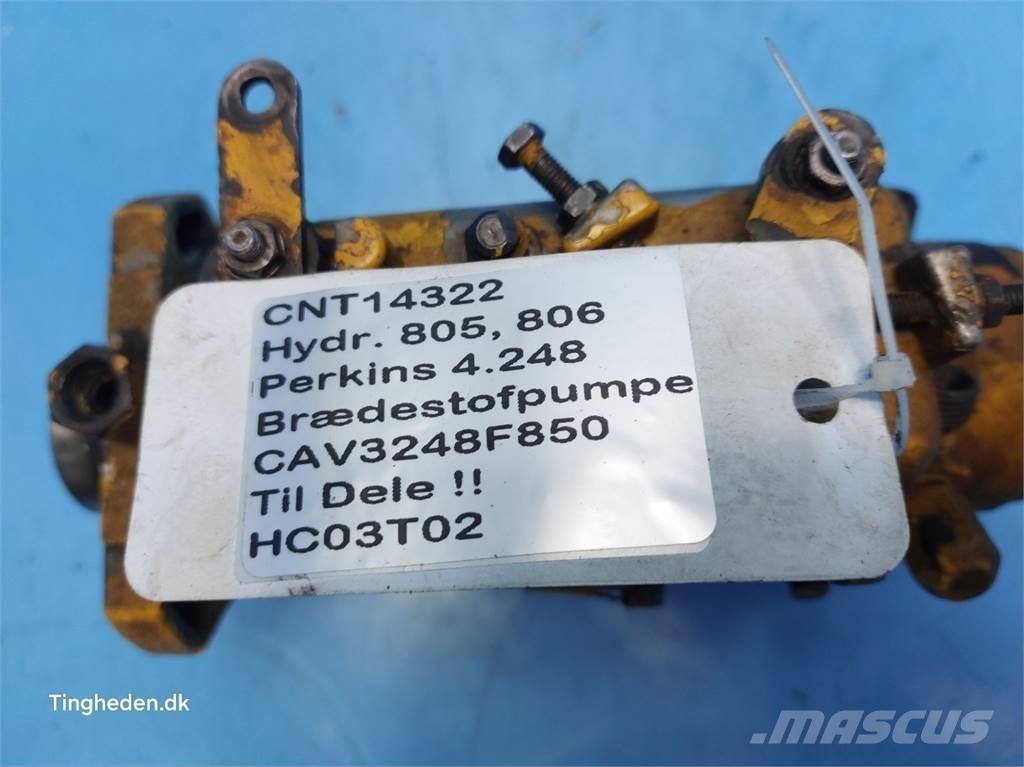 CNT14322
Hydr. 805, 806
Perkins 4.248
Brædestofpumpe
CAV3248F850
Til Dele !!
HC03T02
Tingheden.dk
MASCUS